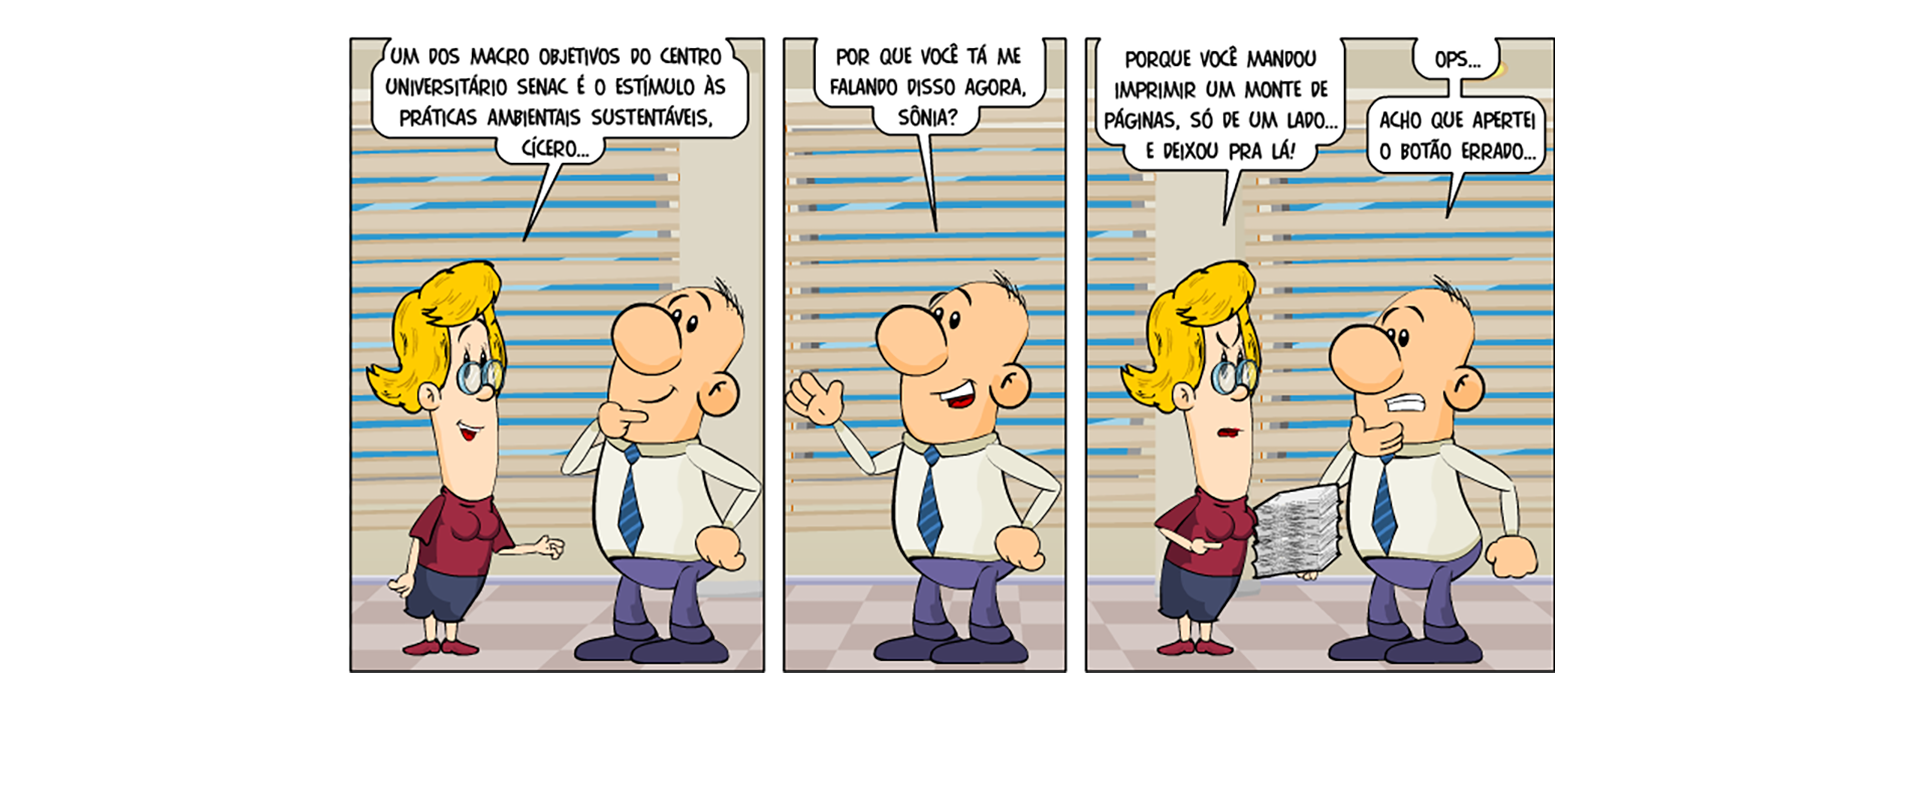 UM DOS MACRO OBJETIVOS DO CENTRO
UNIVERSITÁRIO SENAC É O ESTÍMULO ÀS
PRÁTICAS AMBIENTAIS SUSTENTÁVEIS,
CÍCERO...
POR QUE VOCÊ TÁ ME
FALANDO DISSO AGORA,
SÔNIA?
PORQUE VOCÊ MANDOU
IMPRIMIR UM MONTE DE
PÁGINAS, SÓ DE UM LADO...
E DEIXOU PRA LÁ!
OPS...
ACHO QUE APERTEI
O BOTÃO ERRADO...